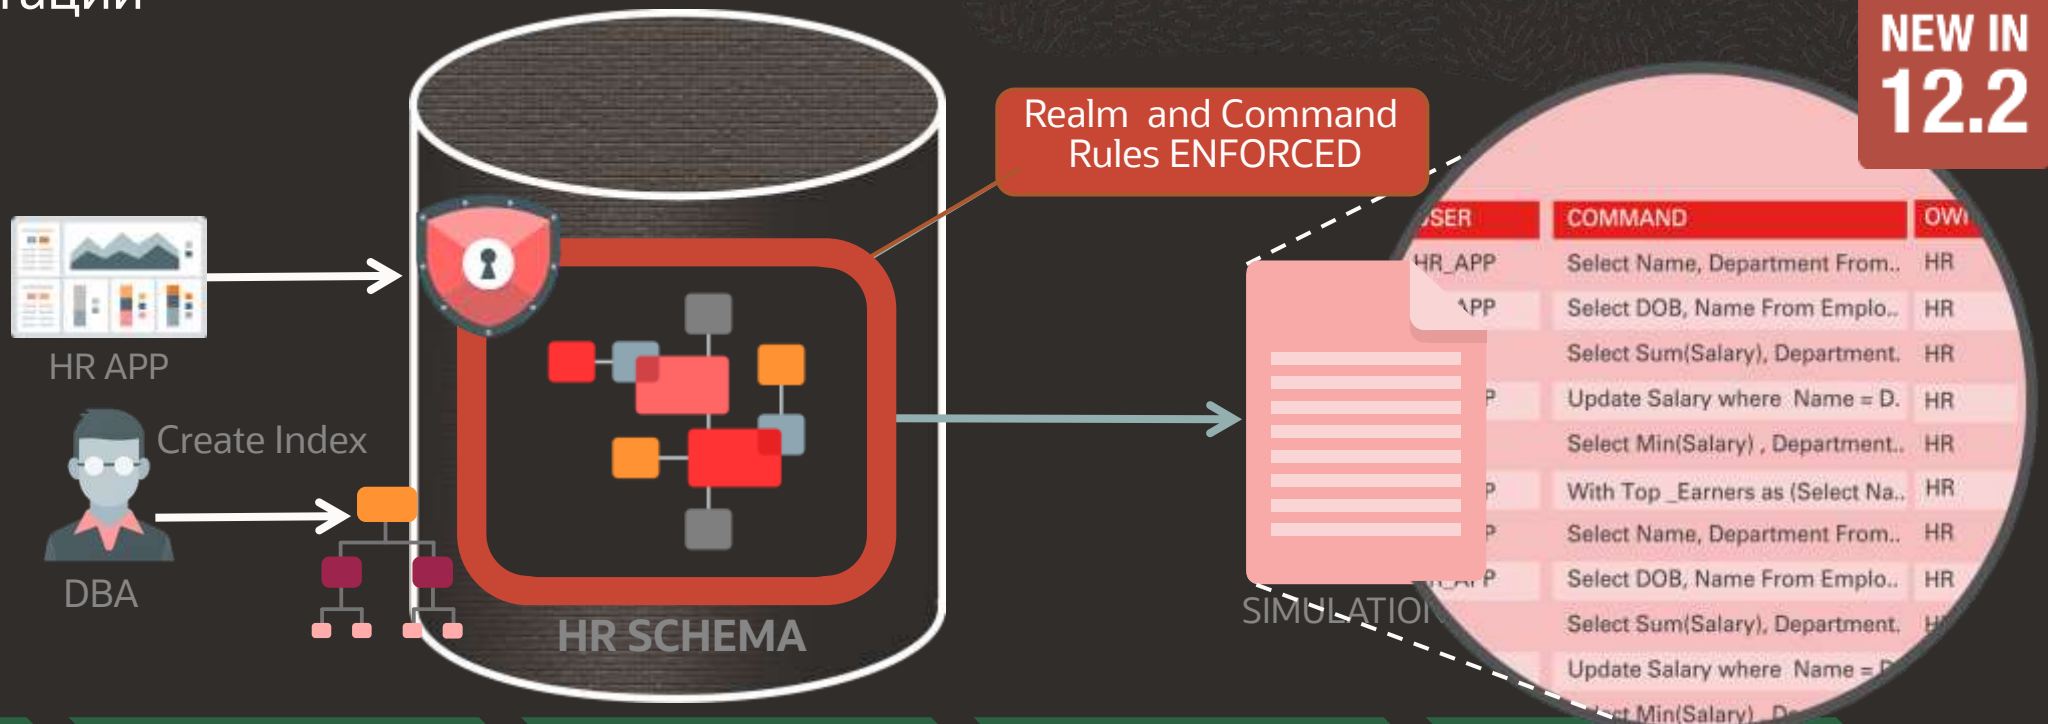 NEW IN
12.2
Realm and Command
Rules ENFORCED
HR APP
Create Index
DBA
HR SCHEMA
COMMAND
HR_APP Select Name, Department From.. HR
Select DOB, Name From Emplo.. HR
Select Sum(Salary), Department. HR
Update Salary where Name = D. HR
Select Min(Salary) , Department.. HR
With Top _Earners as (Select Na.. HR
Select Name, Department From.. HR
Select DOB, Name From Emplo.. HR
Select Sum(Salary), Department.
Update Salary where Name =
Min(Salary)